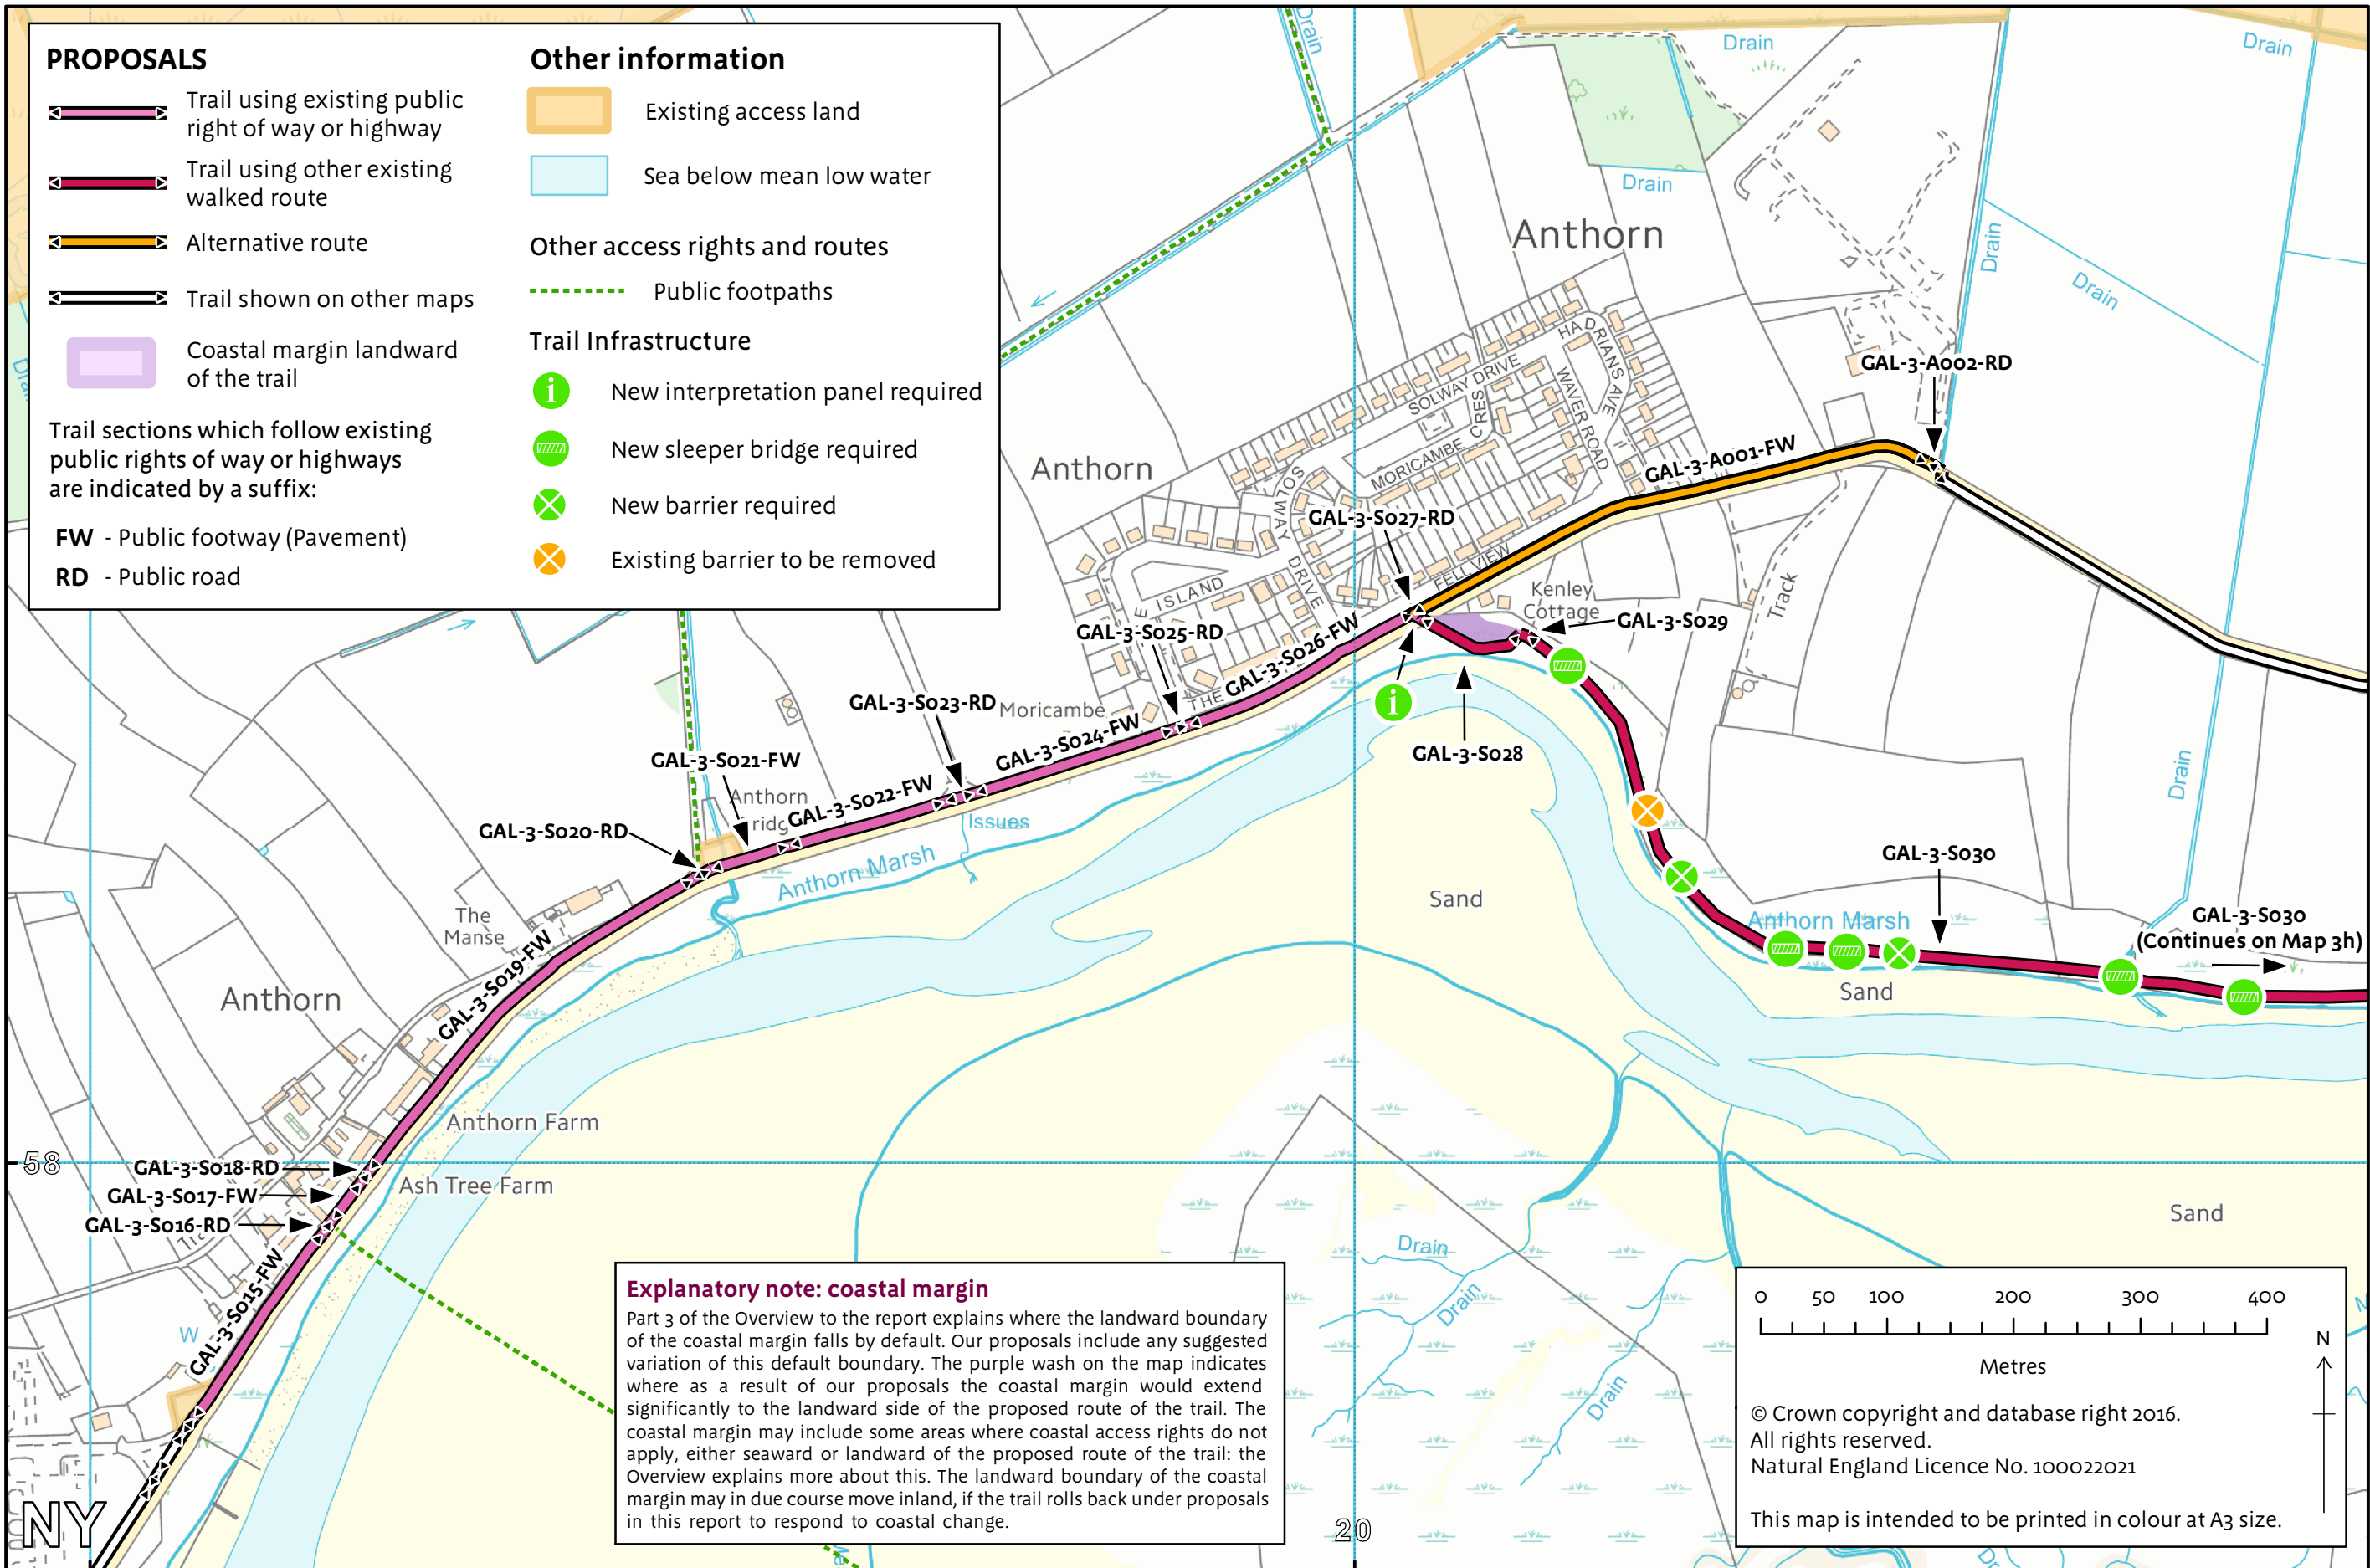 PROPOSALS
Trail using existing public
right of way or highway
Trail using other existing
walked route
Alternative route
Trail shown on other maps
Coastal margin landward
of the trail
Trail sections which follow existing
public rights of way or highways
are indicated by a suffix:
FW - Public footway (Pavement)
RD - Public road
Other information
Existing access land
Sea below mean low water
Other access rights and routes
Public footpaths
Trail Infrastructure
i New interpretation panel required
New sleeper bridge required
New barrier required
Existing barrier to be removed
Drain
Drain
Drain
Drain
Drain
Drain
Drain
Anthorn
GAL-3-A002-RD
HADRIANS AVE
SOLWAY DRIVE
CRES
WAVER ROAD
MORICAMBE
Anthorn
SOLWAY DRIVE
GAL-3-A001-FW
GAL-3-S027-RD
FELL VIEW
Kenley
Cottage
Track
GAL-3-S029
ISLAND
THE
GAL-3-S025-RD
GAL-3-S026-FW
i
GAL-3-S028
GAL-3-S023-RD
Moricambe
GAL-3-S024-FW
GAL-3-S021-FW
Anthorn
GAL-3-S022-FW
Issues
GAL-3-S020-RD
Anthorn Marsh
Sand
GAL-3-S030
Anthorn Marsh
GAL-3-S030
(Continues on Map 3h)
Sand
The
Manse
GAL-3-S019-FW
Anthorn
Anthorn Farm
58
GAL-3-S018-RD
GAL-3-S017-FW
Ash Tree Farm
GAL-3-S016-RD
GAL-3-S015-FW
W
Sand
Drain
Drain
Drain
Drain
NY
20
Explanatory note: coastal margin
Part 3 of the Overview to the report explains where the landward boundary
of the coastal margin falls by default. Our proposals include any suggested
variation of this default boundary. The purple wash on the map indicates
where as a result of our proposals the coastal margin would extend
significantly to the landward side of the proposed route of the trail. The
coastal margin may include some areas where coastal access rights do not
apply, either seaward or landward of the proposed route of the trail: the
Overview explains more about this. The landward boundary of the coastal
margin may in due course move inland, if the trail rolls back under proposals
in this report to respond to coastal change.
0 50 100 200 300 400
Metres
N
© Crown copyright and database right 2016.
All rights reserved.
Natural England Licence No. 100022021
This map is intended to be printed in colour at A3 size.